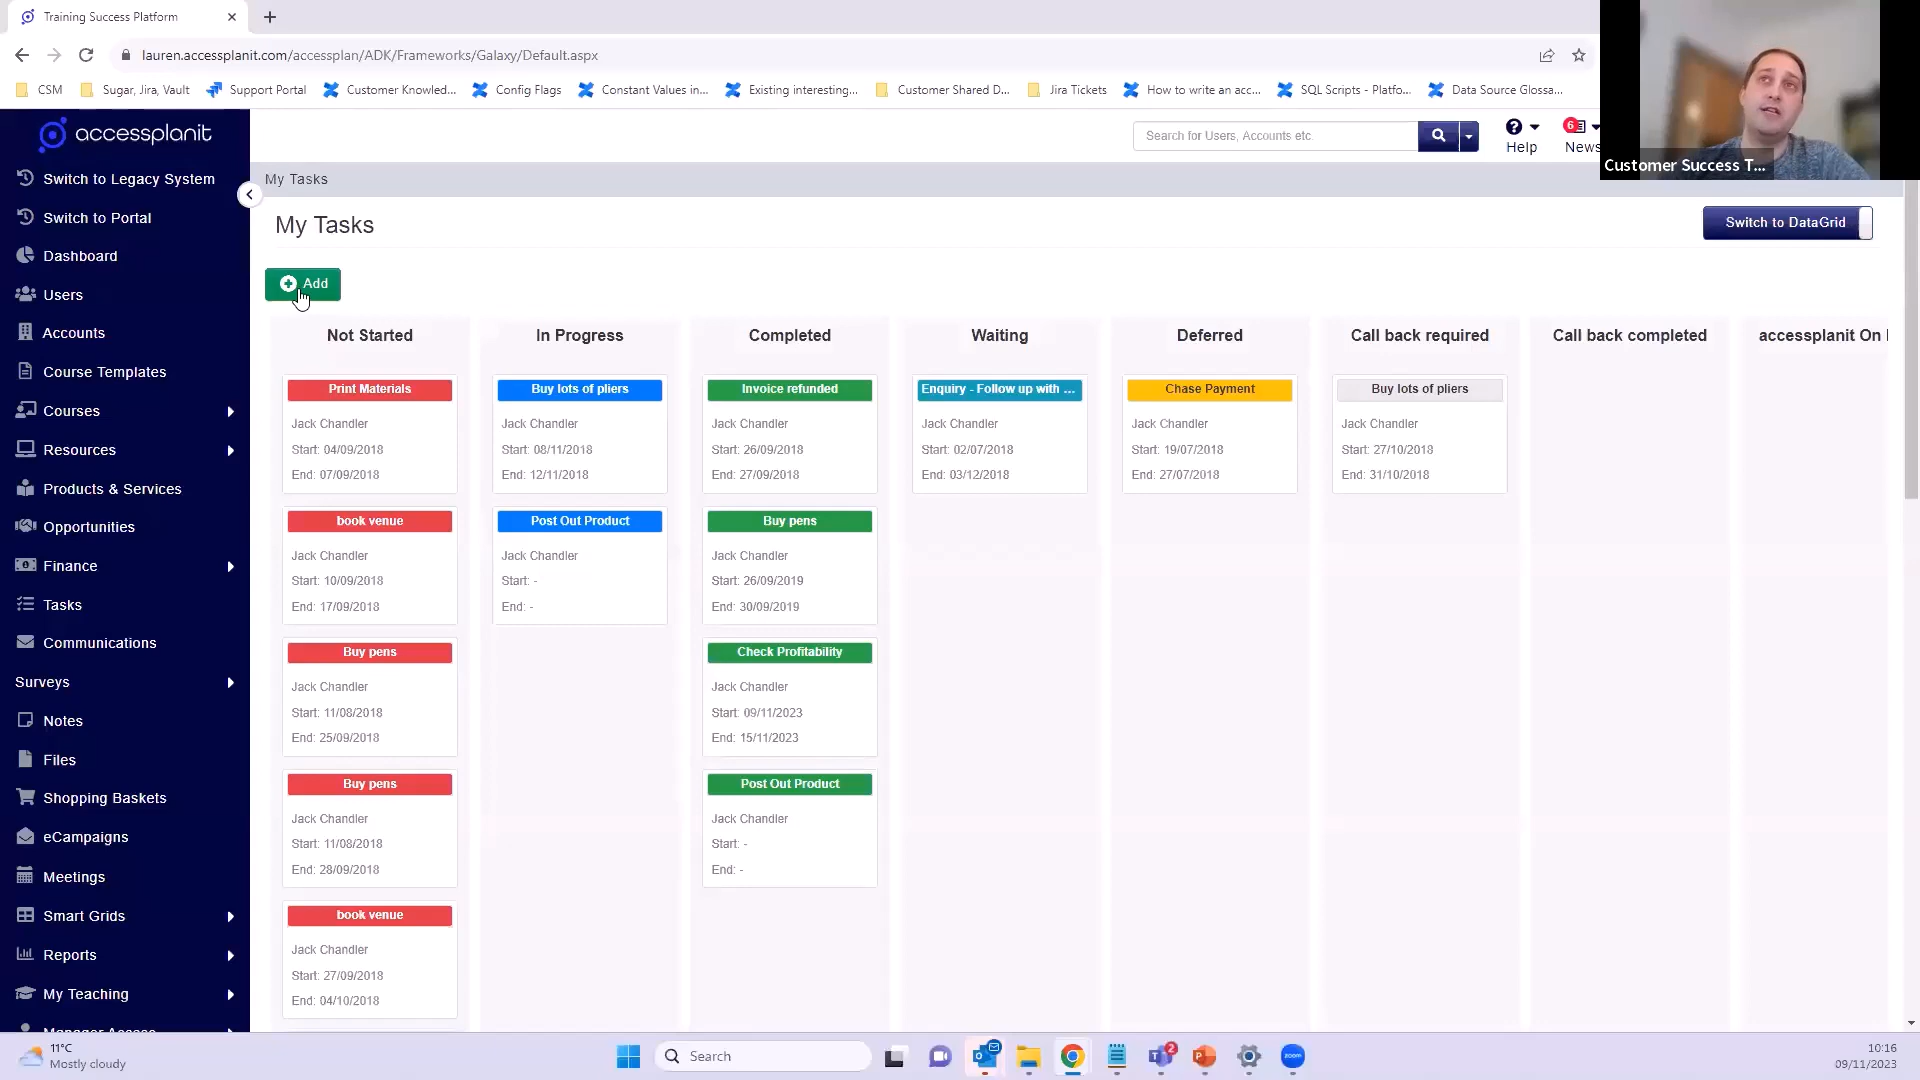 Training Success Platform
lauren.accessplanit.com/accessplan/ADK/Frameworks/Galaxy/Default.aspx
CSM
Sugar, Jira, Vault
Support Portal
Customer Knowled...
Config Flags
Constant Values in...
Existing interesting...
Customer Shared D...
Jira Tickets
How to write an acc...
SQL Scripts - Platfo...
Data Source Glossa...
Customer Success T...
accessplanit
Search for Users, Accounts etc.
Help
6
News
Switch to Legacy System
Switch to Portal
Dashboard
Users
Accounts
Course Templates
Courses
Resources
Products & Services
Opportunities
Finance
Tasks
Communications
Surveys
Notes
Files
Shopping Baskets
eCampaigns
Meetings
Smart Grids
Reports
My Teaching
Manager Access
My Tasks
My Tasks
Switch to DataGrid
Add
Not Started
Print Materials
Jack Chandler
Start: 04/09/2018
End: 07/09/2018
book venue
Jack Chandler
Start: 10/09/2018
End: 17/09/2018
Buy pens
Jack Chandler
Start: 11/08/2018
End: 25/09/2018
Buy pens
Jack Chandler
Start: 11/08/2018
End: 28/09/2018
book venue
Jack Chandler
Start: 27/09/2018
End: 04/10/2018
In Progress
Buy lots of pliers
Jack Chandler
Start: 08/11/2018
End: 12/11/2018
Post Out Product
Jack Chandler
Start: -
End: -
Completed
Invoice refunded
Jack Chandler
Start: 26/09/2018
End: 27/09/2018
Buy pens
Jack Chandler
Start: 26/09/2019
End: 30/09/2019
Check Profitability
Jack Chandler
Start: 09/11/2023
End: 15/11/2023
Post Out Product
Jack Chandler
Start: -
End: -
Waiting
Enquiry - Follow up with ...
Jack Chandler
Start: 02/07/2018
End: 03/12/2018
Deferred
Chase Payment
Jack Chandler
Start: 19/07/2018
End: 27/07/2018
Call back required
Buy lots of pliers
Jack Chandler
Start: 27/10/2018
End: 31/10/2018
Call back completed
accessplanit On
11°C
Mostly cloudy
Search
2
zoom
10:16
09/11/2023